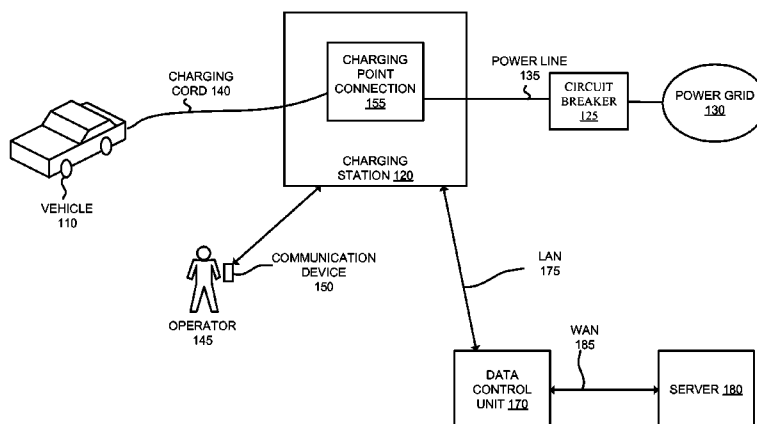 CHARGING
CORD 140
CHARGING
POINT
CONNECTION
155
POWER LINE
135
CIRCUIT
BREAKER
125
POWER GRID
130
CHARGING
STATION 120
VEHICLE
110
COMMUNICATION
DEVICE
150
OPERATOR
145
LAN
175
WAN
185
DATA
CONTROL
UNIT 170
SERVER 180